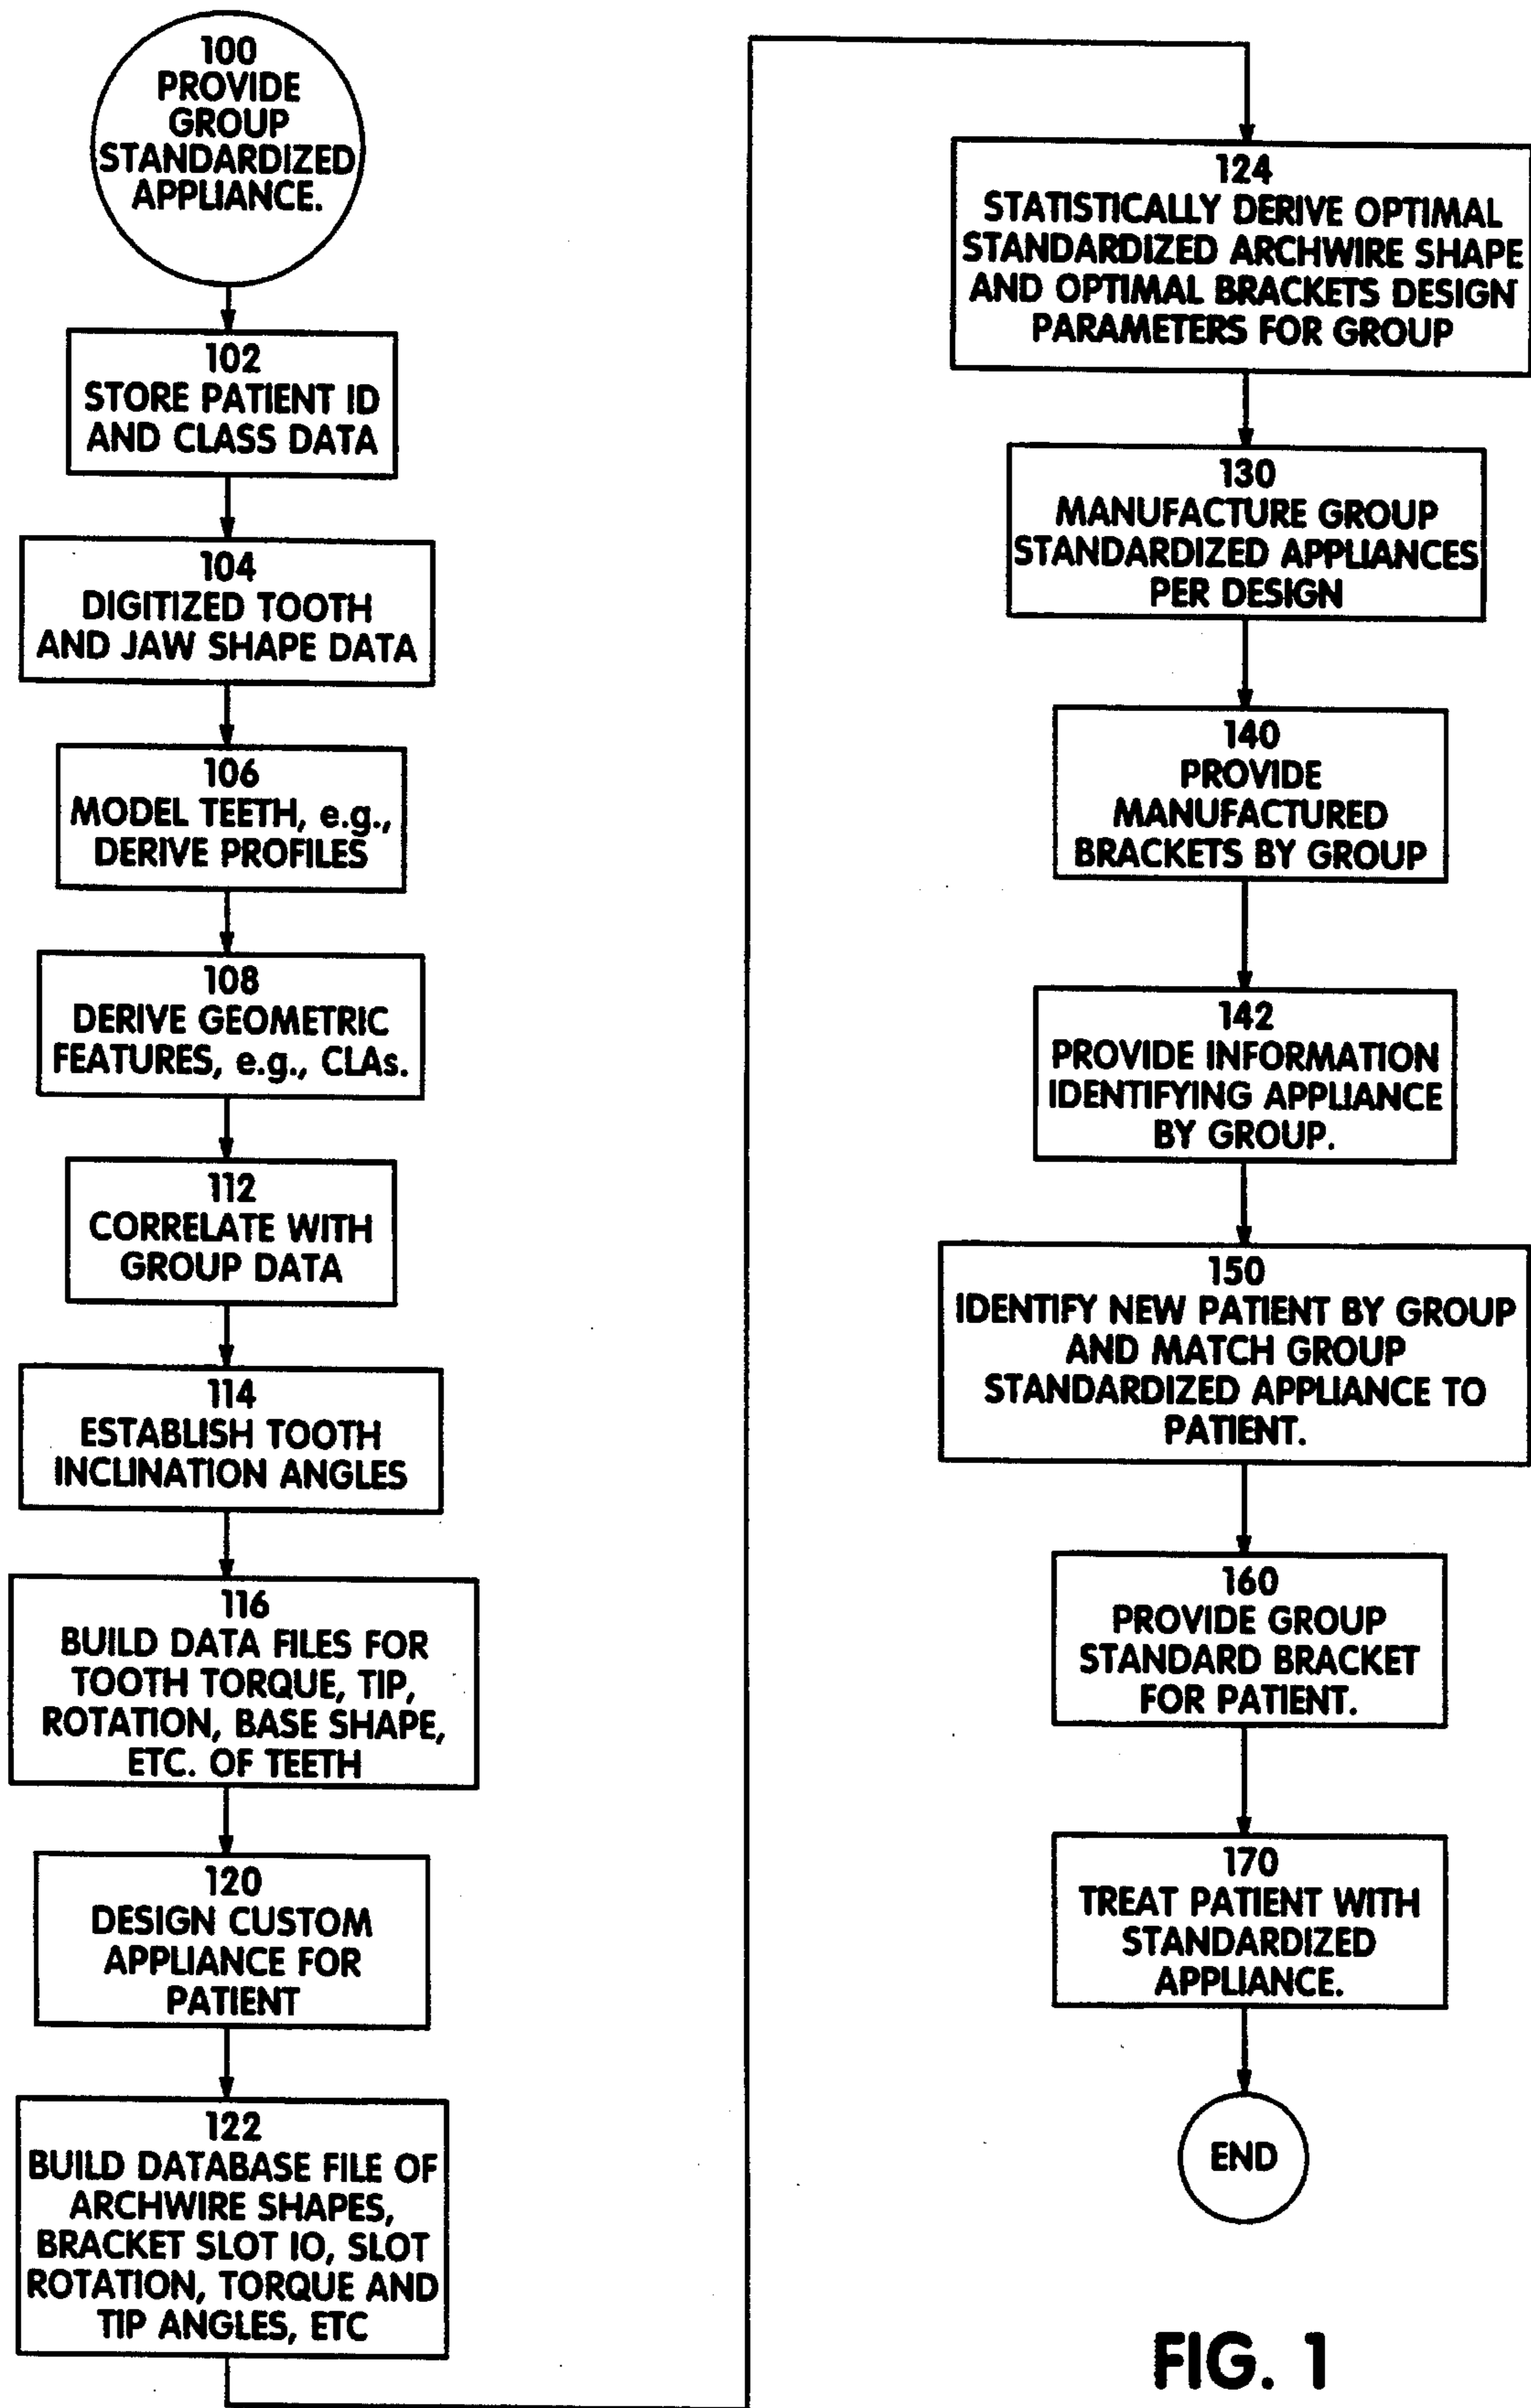 100
PROVIDE
GROUP
STANDARDIZED
APPLIANCE.
102
STORE PATIENT ID
AND CLASS DATA
104
DIGITIZED TOOTH
AND JAW SHAPE DATA
106
MODEL TEETH, e.g.,
DERIVE PROFILES
108
DERIVE GEOMETRIC
FEATURES, e.g., CLAs.
112
CORRELATE WITH
GROUP DATA
114
ESTABLISH TOOTH
INCLINATION ANGLES
116
BUILD DATA FILES FOR
TOOTH TORQUE, TIP,
ROTATION, BASE SHAPE,
ETC. OF TEETH
120
DESIGN CUSTOM
APPLIANCE FOR
PATIENT
122
BUILD DATABASE FILE OF
ARCHWIRE SHAPES,
BRACKET SLOT IO, SLOT
ROTATION, TORQUE AND
TIP ANGLES, ETC
124
STATISTICALLY DERIVE OPTIMAL
STANDARDIZED ARCHWIRE SHAPE
AND OPTIMAL BRACKETS DESIGN
PARAMETERS FOR GROUP
130
MANUFACTURE GROUP
STANDARDIZED APPLIANCES
PER DESIGN
140
PROVIDE
MANUFACTURED
BRACKETS BY GROUP
142
PROVIDE INFORMATION
IDENTIFYING APPLIANCE
BY GROUP.
150
IDENTIFY NEW PATIENT BY GROUP
AND MATCH GROUP
STANDARDIZED APPLIANCE TO
PATIENT.
160
PROVIDE GROUP
STANDARD BRACKET
FOR PATIENT.
170
TREAT PATIENT WITH
STANDARDIZED
APPLIANCE.
END
FIG. 1